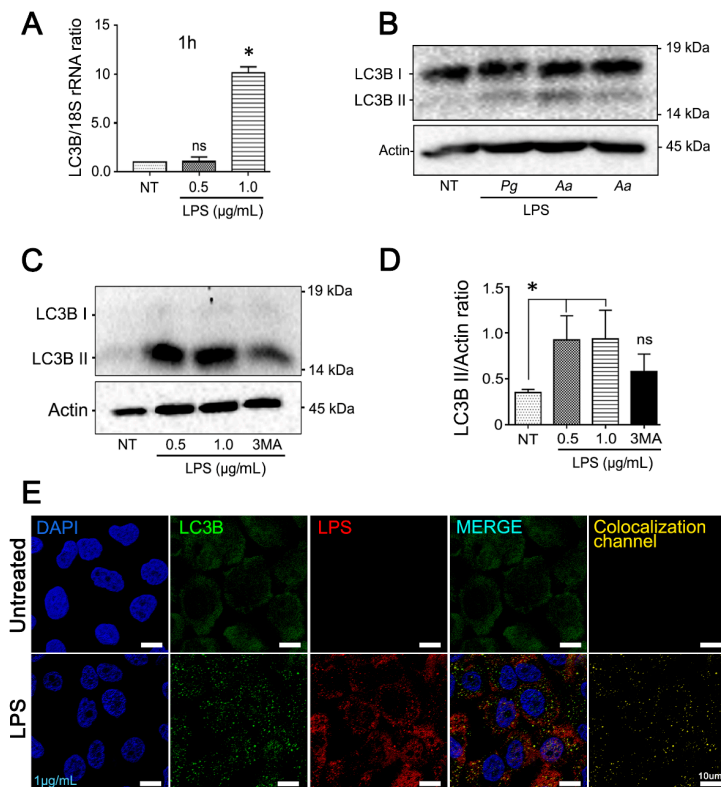 A
LC3B/18S rRNA ratio
15
10
5.0
0
1h
ns
*
NT
0.5
1.0
LPS (µg/mL)
B
LC3B I
LC3B II
Actin
19 kDa
14 kDa
45 kDa
NT
Pg
Aa
Aa
LPS
C
LC3B I
LC3B II
Actin
19 kDa
14 kDa
45 kDa
NT
0.5
1.0
3MA
LPS (µg/mL)
D
LC3B II/Actin ratio
1.5
1.0
0.5
0
*
ns
NT
0.5
1.0
3MA
LPS (µg/mL)
E
DAPI
LC3B
LPS
MERGE
Colocalization
channel
Untreated
LPS
1µg/mL
10um